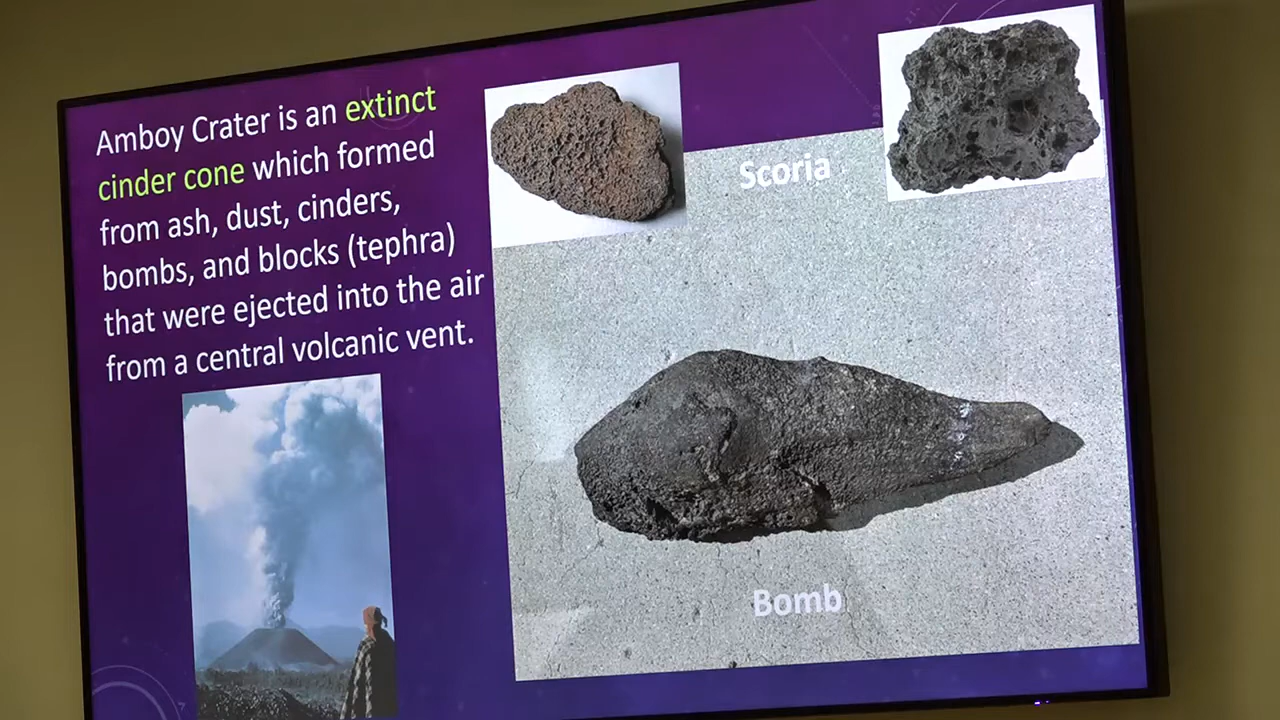 Amboy Crater is an extinct
cinder cone which formed
from ash, dust, cinders,
bombs, and blocks (tephra)
that were ejected into the air
from a central volcanic vent.
Scoria
Bomb